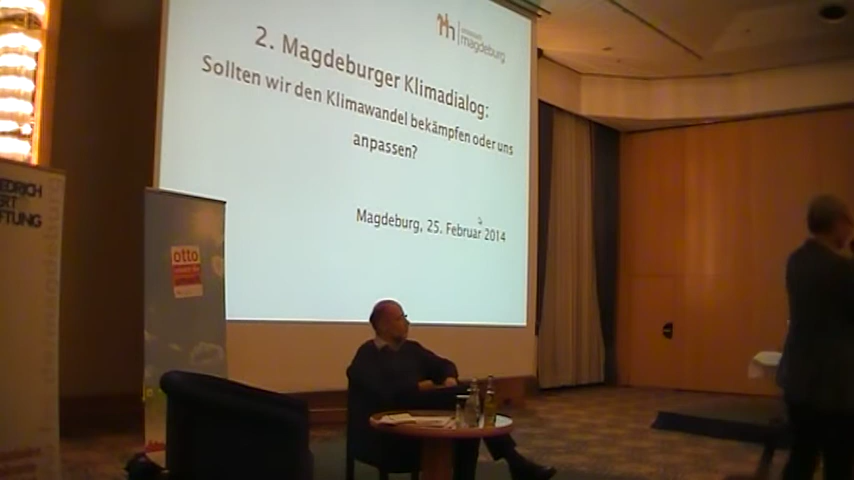 magdeburg
2. Magdeburger Klimadialog:
Sollten wir den Klimawandel bekämpfen oder uns
anpassen?
Magdeburg, 25. Februar 2014
EDRICH
ERT
FTUNG
otto